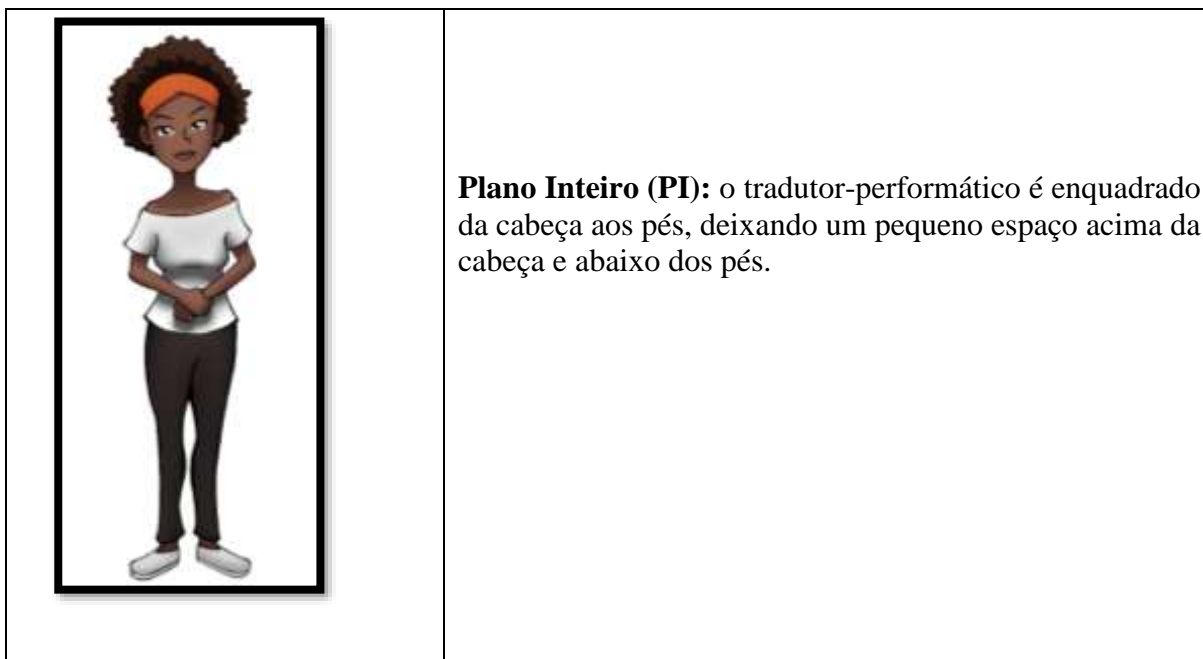 Plano Inteiro (PI): o tradutor-performático é enquadrado
da cabeça aos pés, deixando um pequeno espaço acima da
cabeça e abaixo dos pés.